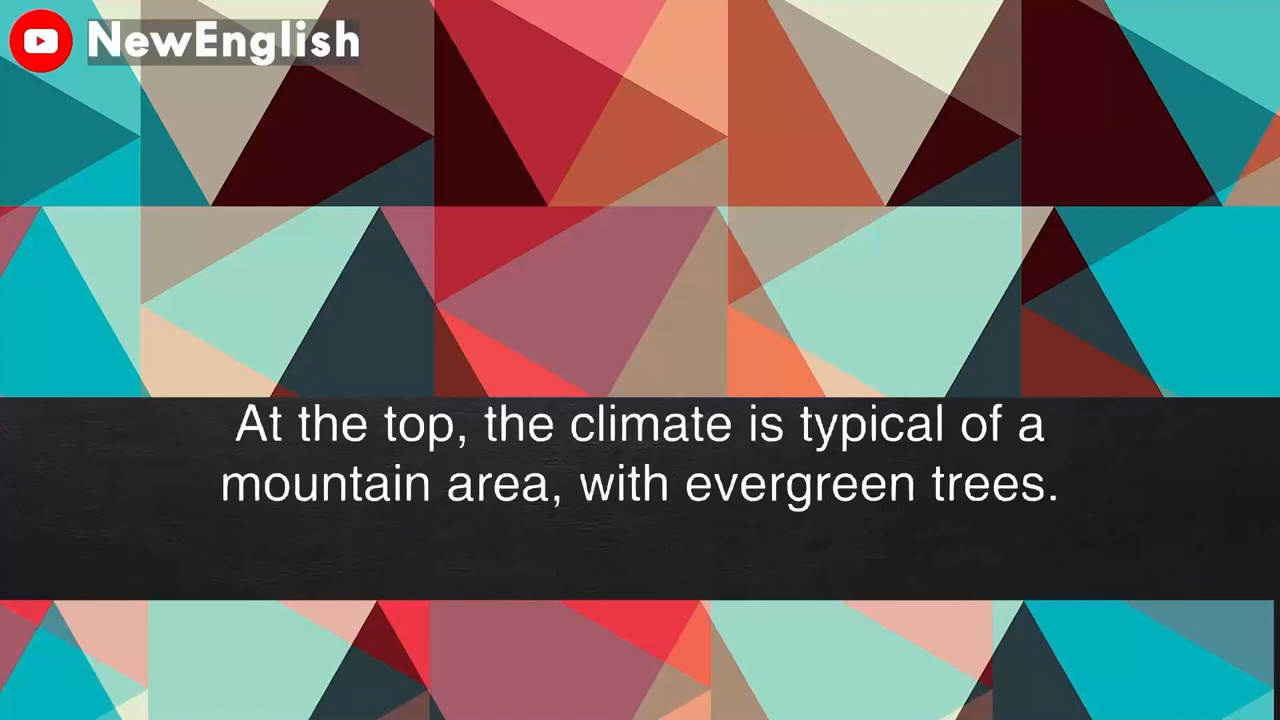 NewEnglish
At the top, the climate is typical of a
mountain area, with evergreen trees.